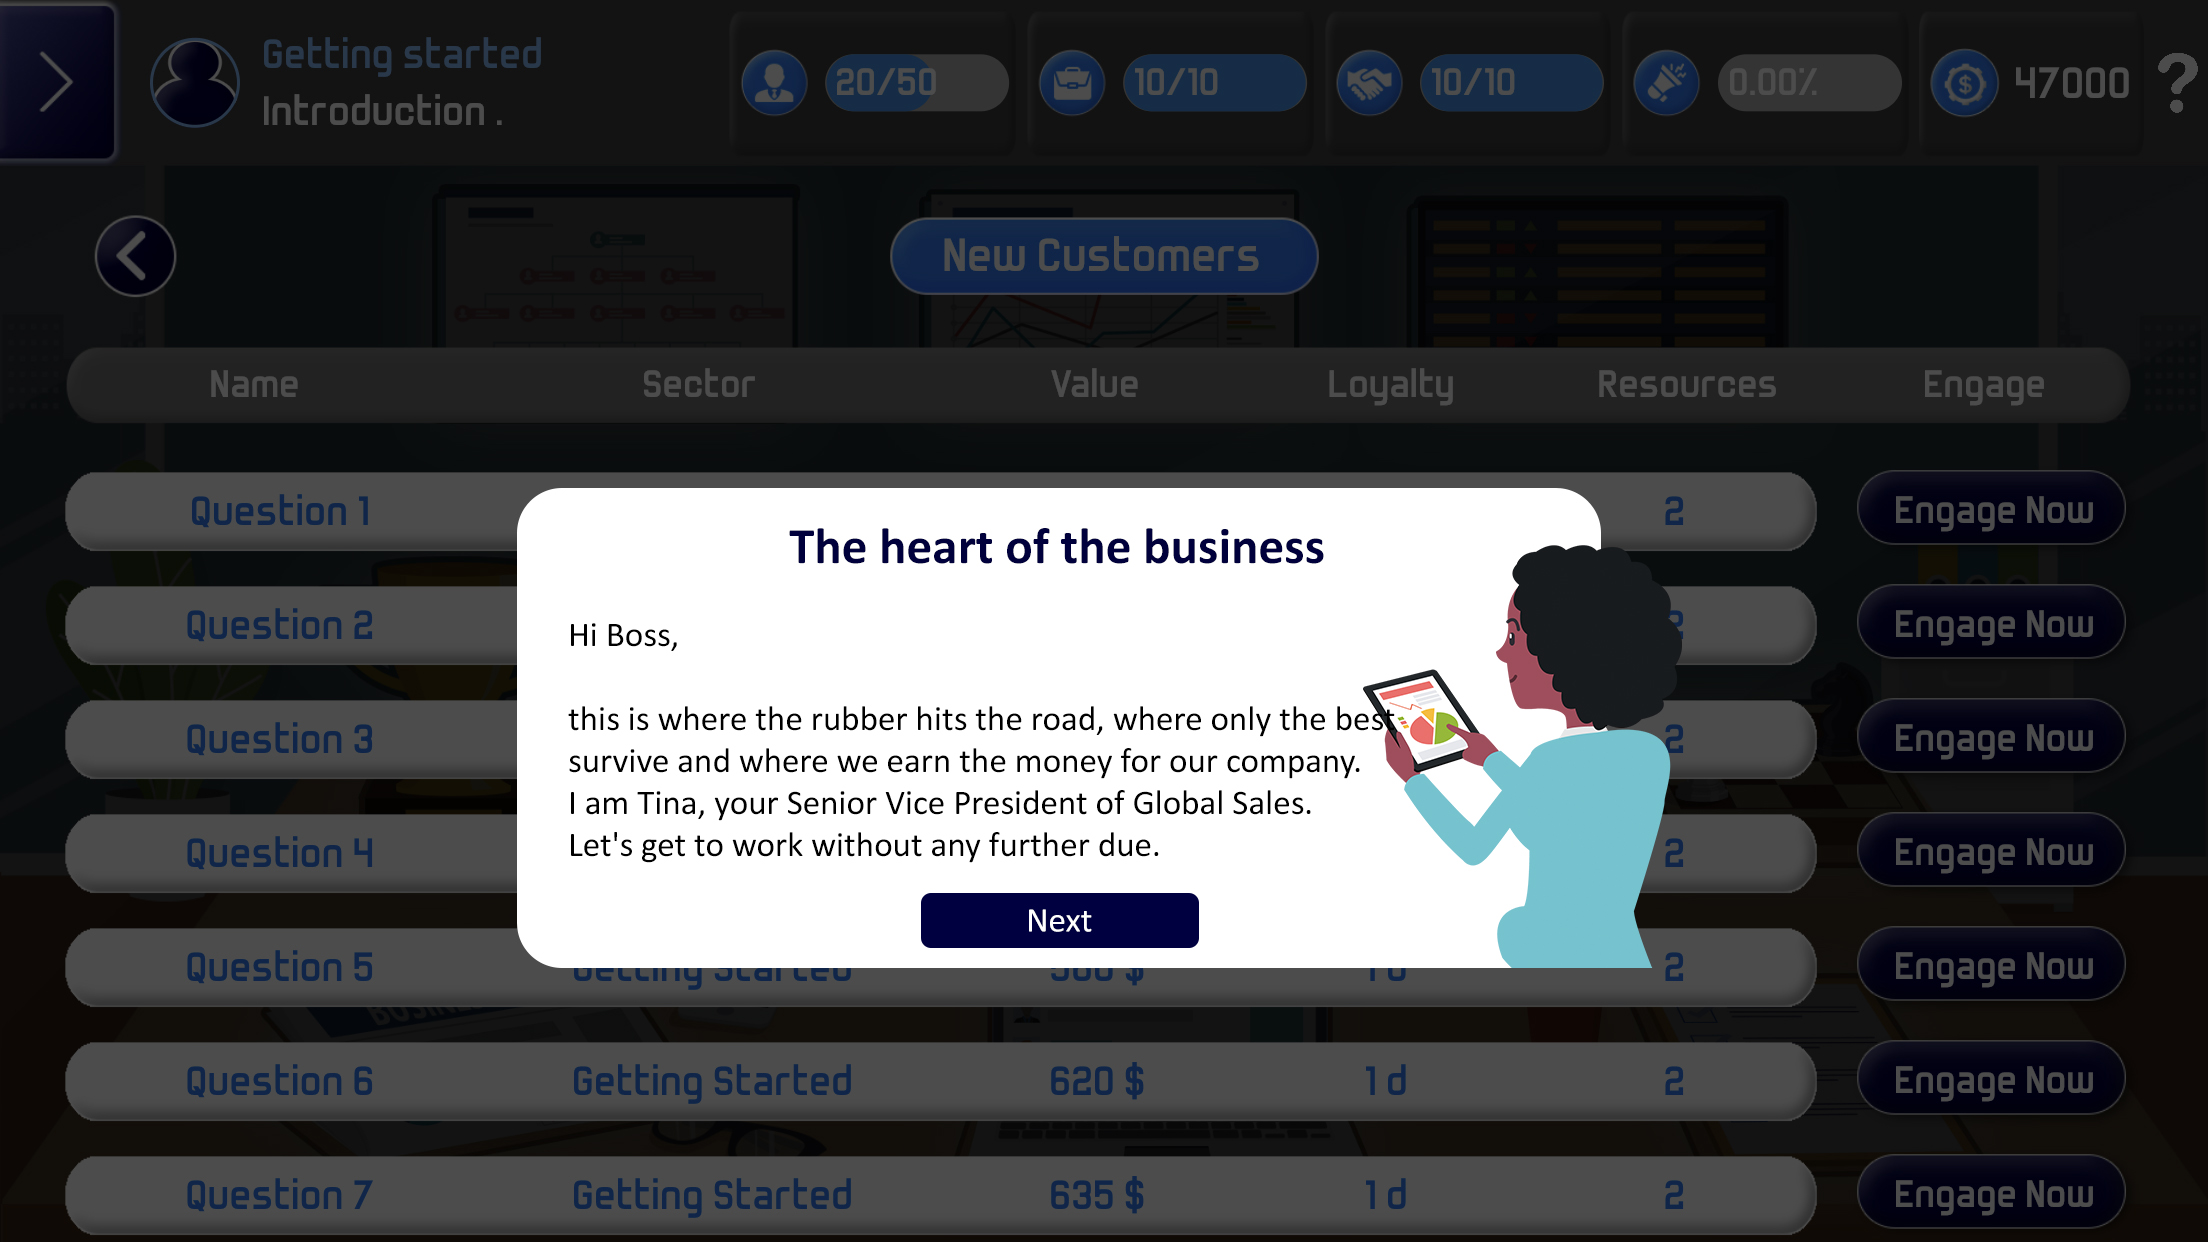 Getting started
Introduction .
20/50
10/10
10/10
0.00%
47000
?
New Customers
Name Sector Value Loyalty Resources Engage
Question 1 2 Engage Now
Question 2 Engage Now
Question 3 2 Engage Now
Question 4 2 Engage Now
Question 5 Getting Started 2 Engage Now
Question 6 Getting Started 620 $ 1 d 2 Engage Now
Question 7 Getting Started 635 $ 1 d 2 Engage Now
The heart of the business
Hi Boss,
this is where the rubber hits the road, where only the best
survive and where we earn the money for our company.
I am Tina, your Senior Vice President of Global Sales.
Let's get to work without any further due.
Next